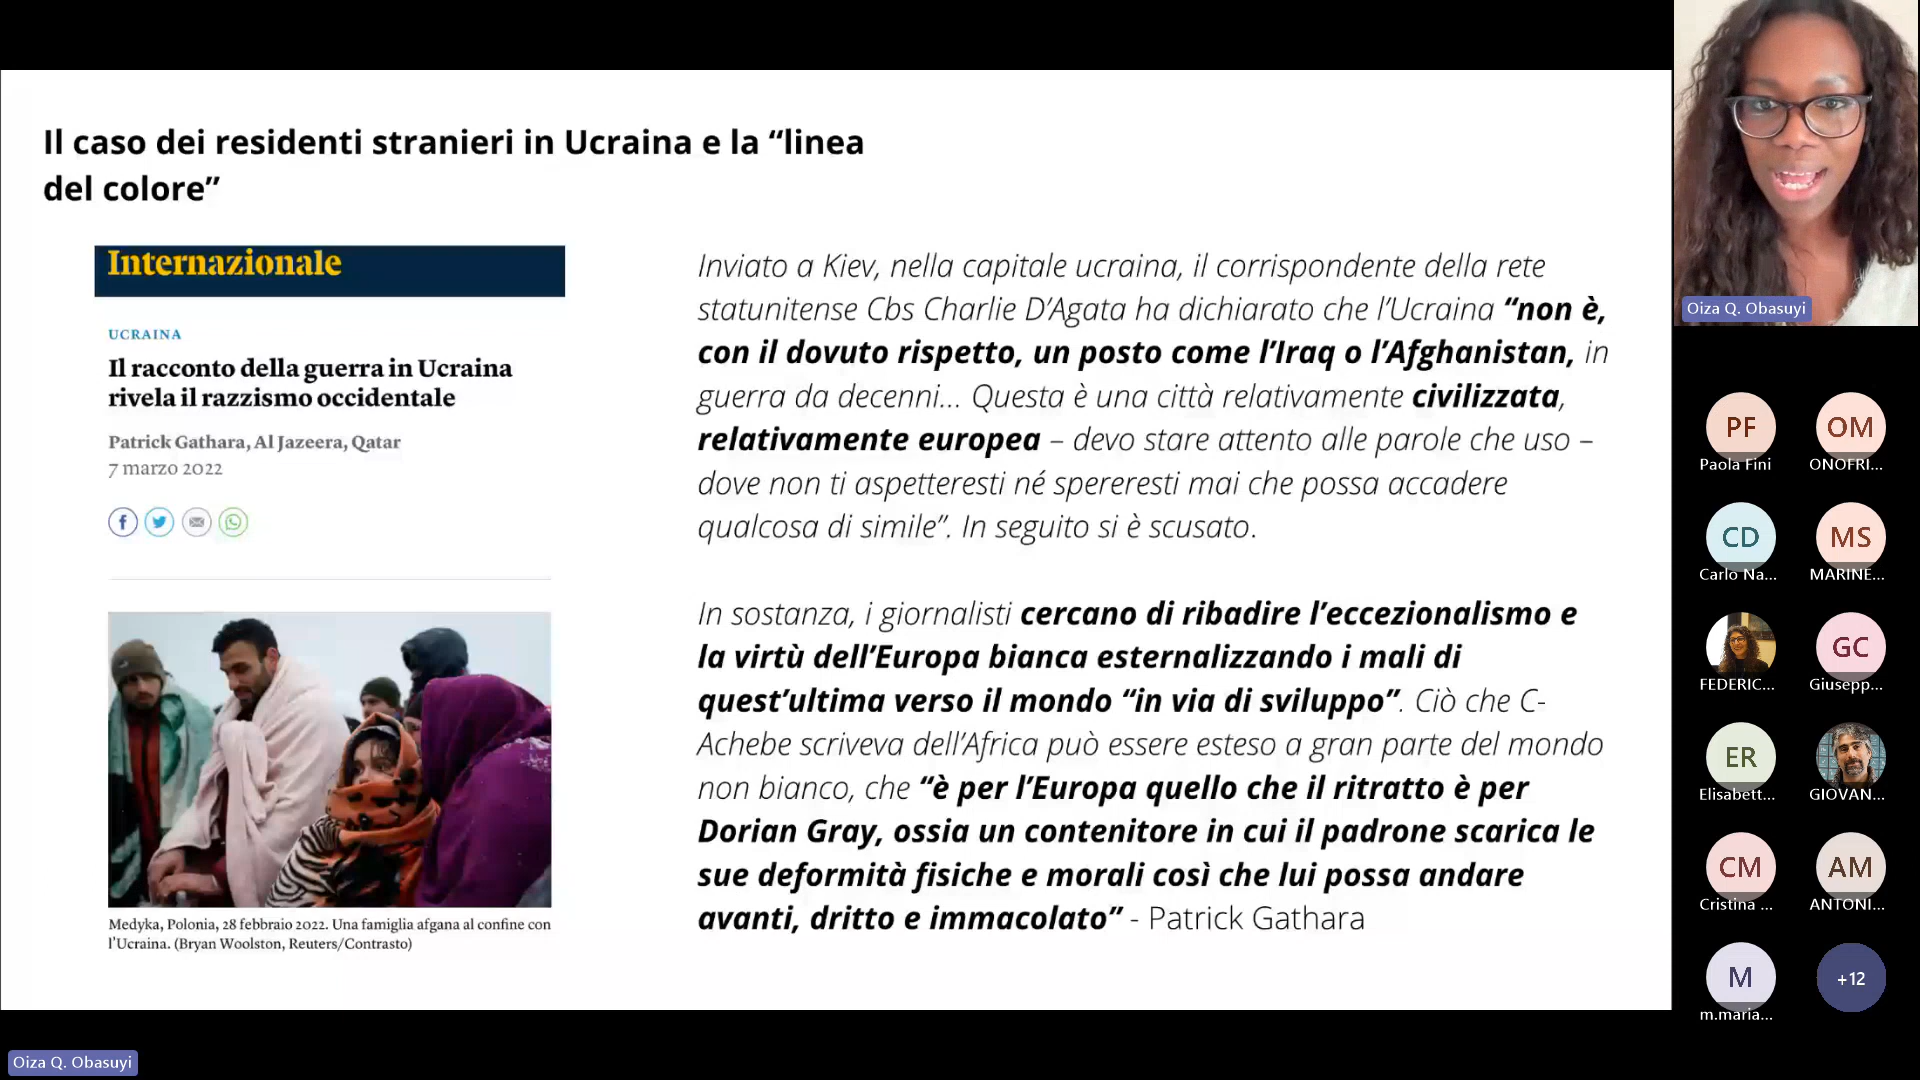 Il caso dei residenti stranieri in Ucraina e la “linea
del colore”
Internazionale
UCRAINA
Il racconto della guerra in Ucraina
rivela il razzismo occidentale
Patrick Gathara, Al Jazeera, Qatar
7 marzo 2022
Medyka, Polonia, 28 febbraio 2022. Una famiglia afgana al confine con
l’Ucraina. (Bryan Woolston, Reuters/Contrasto)
Inviato a Kiev, nella capitale ucraina, il corrispondente della rete
statunitense Cbs Charlie D’Agata ha dichiarato che l’Ucraina “non è,
con il dovuto rispetto, un posto come l’Iraq o l’Afghanistan, in
guerra da decenni... Questa è una città relativamente civilizzata,
relativamente europea – devo stare attento alle parole che uso –
dove non ti aspetteresti né spereresti mai che possa accadere
qualcosa di simile”. In seguito si è scusato.
In sostanza, i giornalisti cercano di ribadire l’eccezionalismo e
la virtù dell’Europa bianca esternalizzando i mali di
quest’ultima verso il mondo “in via di sviluppo”. Ciò che C-
Achebe scriveva dell’Africa può essere esteso a gran parte del mondo
non bianco, che “è per l’Europa quello che il ritratto è per
Dorian Gray, ossia un contenitore in cui il padrone scarica le
sue deformità fisiche e morali così che lui possa andare
avanti, dritto e immacolato” - Patrick Gathara
Oiza Q. Obasuyi
PF
Paola Fini
OM
ONOFRI...
CD
Carlo Na...
MS
MARINE...
FEDERIC...
GC
Giusepp...
ER
Elisabett...
GIOVAN...
CM
Cristina ...
AM
ANTONI...
M
m.maria...
+12
Oiza Q. Obasuyi